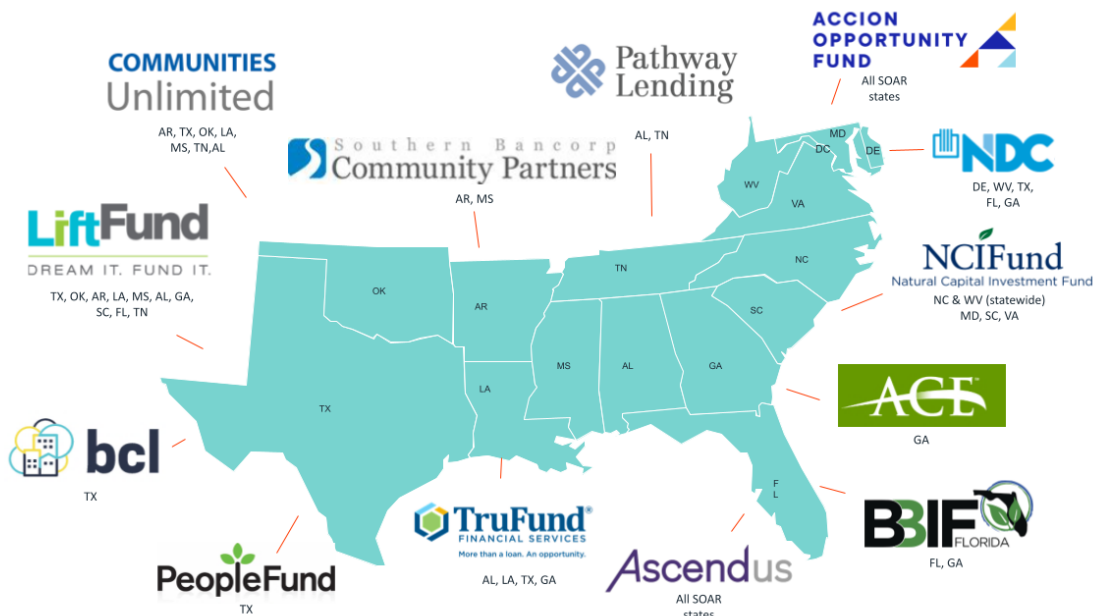 ACCION
OPPORTUNITY
FUND
All SOAR
states
COMMUNITIES
Unlimited
AR, TX, OK, LA,
MS, TN,AL
Pathway
Lending
AL, TN
Southern Bancorp
Community Partners
AR, MS
NDC
DE, WV, TX,
FL, GA
LiftFund
DREAM IT. FUND IT.
TX, OK, AR, LA, MS, AL, GA,
SC, FL, TN
NCIFund
Natural Capital Investment Fund
NC & WV (statewide)
MD, SC, VA
MD
DC
DE
WV
VA
NC
TN
OK
AR
SC
MS
AL
GA
LA
TX
F
L
ACE™
GA
bcl
TX
BBIF
FLORIDA
FL, GA
TruFund®
FINANCIAL SERVICES
More than a loan. An opportunity.
AL, LA, TX, GA
PeopleFund
TX
Ascendus
All SOAR
states